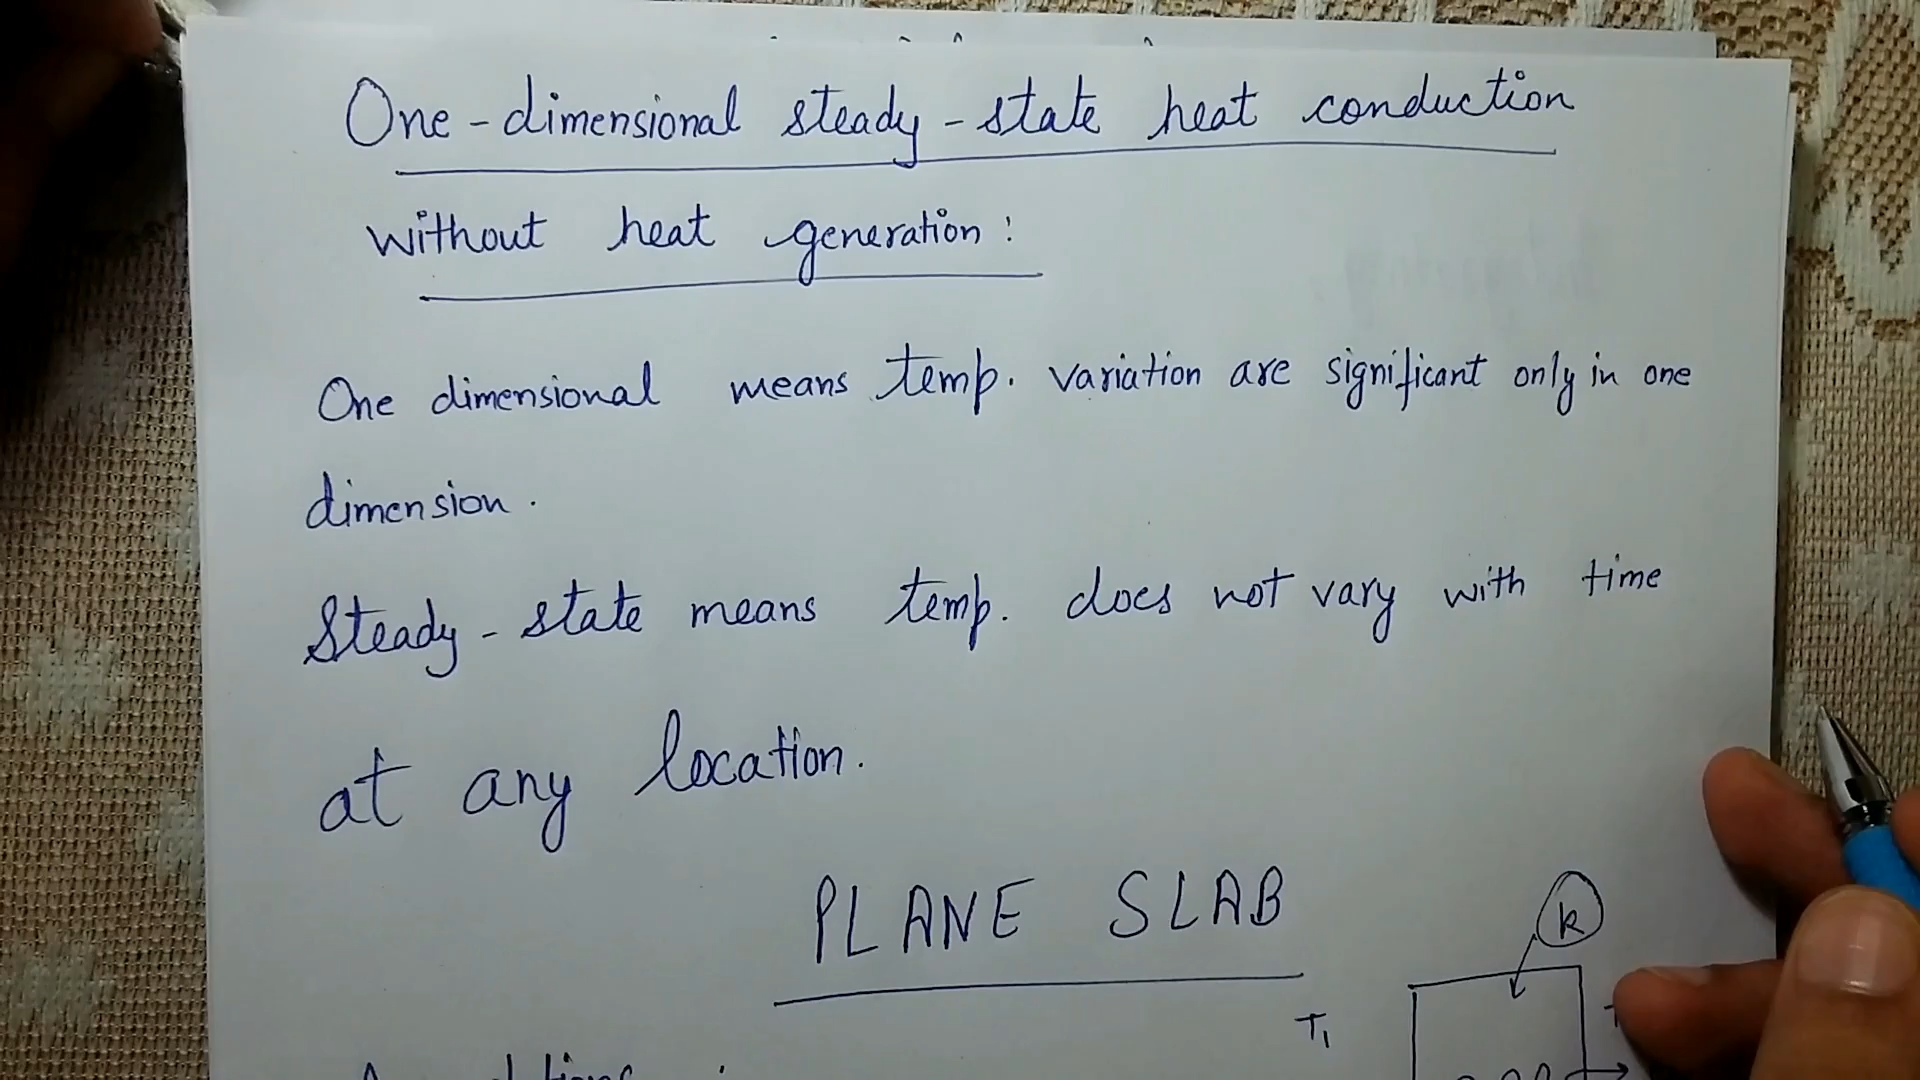 One-dimensional steady-state heat conduction
without heat generation:
One dimensional means temp. variation are significant only in one
dimension.
Steady-state means temp. does not vary with time
at any location.
PLANE SLAB
k
T1